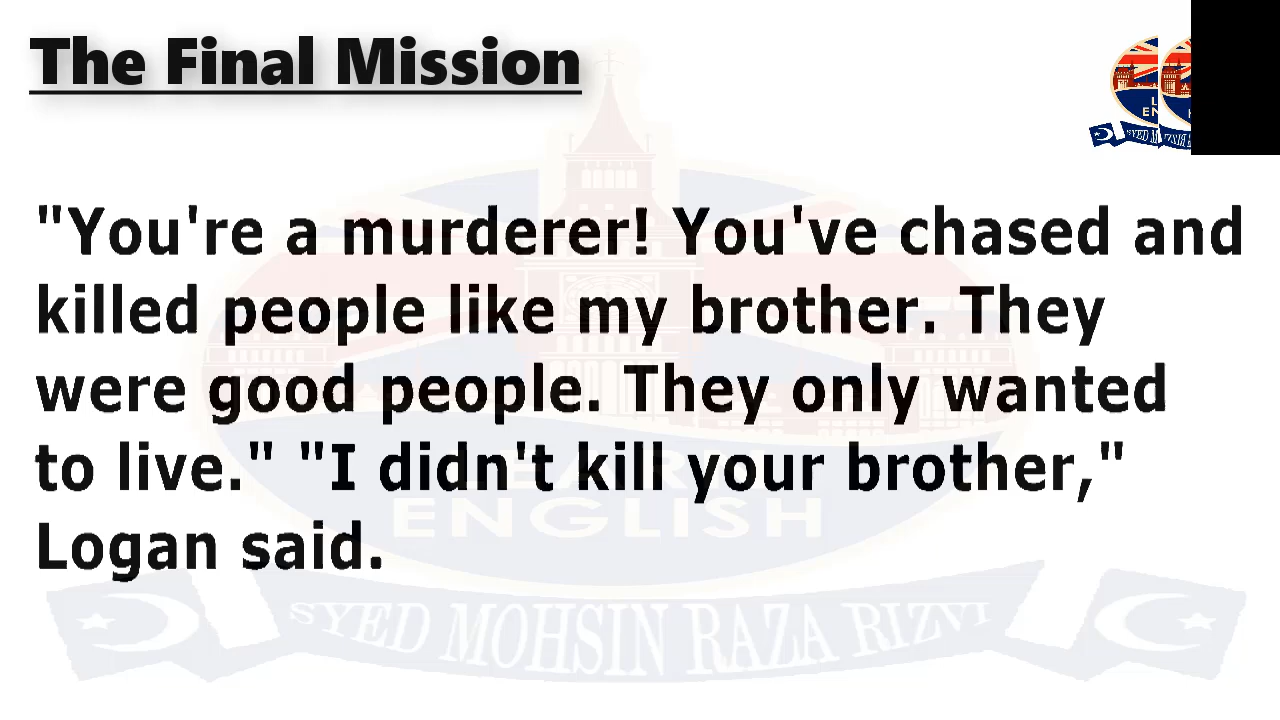 The Final Mission
"You're a murderer! You've chased and
killed people like my brother. They
were good people. They only wanted
to live." "I didn't kill your brother,"
Logan said.
LEARN
ENGLISH
SYED MOHSIN RAZA RIZVI